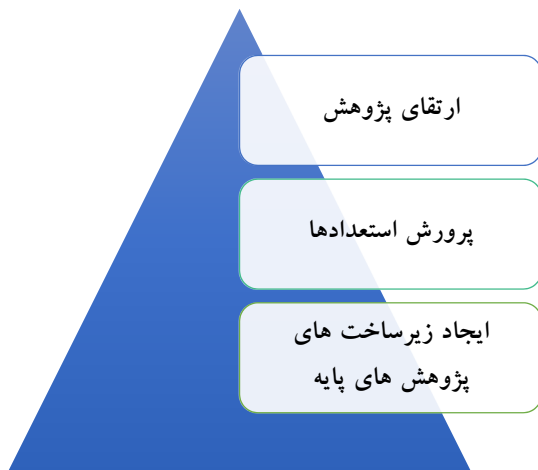 ارتقای پژوهش
پرورش استعدادها
ایجاد زیرساخت های
پژوهش های پایه